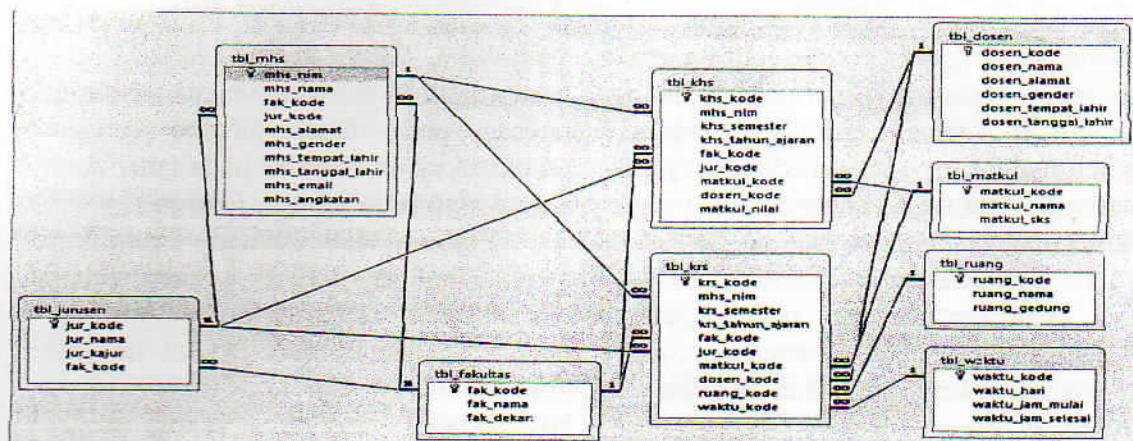 tbl_mhs
mhs_nim
mhs_nama
fak_kode
jur_kode
mhs_alamat
mhs_gender
mhs_tempat_lahir
mhs_tanggal_lahir
mhs_email
mhs_angkatan
tbl_khs
khs_kode
mhs_nim
khs_semester
khs_tahun_ajaran
fak_kode
jur_kode
matkul_kode
dosen_kode
matkul_nilai
tbl_dosen
dosen_kode
dosen_nama
dosen_alamat
dosen_gender
dosen_tempat_lahir
dosen_tanggal_lahir
tbl_matkul
matkul_kode
matkul_nama
matkul_sks
tbl_jurusan
jur_kode
jur_nama
jur_kajur
fak_kode
tbl_fakultas
fak_kode
fak_nama
fak_dekan
tbl_krs
krs_kode
mhs_nim
krs_semester
krs_tahun_ajaran
fak_kode
jur_kode
matkul_kode
dosen_kode
ruang_kode
waktu_kode
tbl_ruang
ruang_kode
ruang_nama
ruang_gedung
tbl_waktu
waktu_kode
waktu_hari
waktu_jam_mulai
waktu_jam_selesai